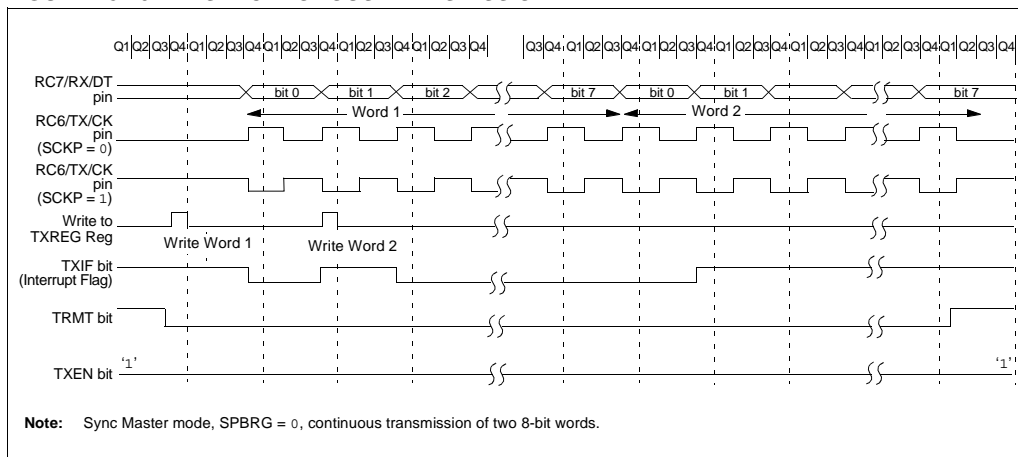 Q1 Q2 Q3 Q4 Q1 Q2 Q3 Q4 Q1 Q2 Q3 Q4 Q1 Q2 Q3 Q4 Q1 Q2 Q3 Q4 Q3 Q4 Q1 Q2 Q3 Q4 Q1 Q2 Q3 Q4 Q1 Q2 Q3 Q4 Q1 Q2 Q3 Q4 Q1 Q2 Q3 Q4
RC7/RX/DT
pin
bit 0 bit 1 bit 2 bit 7 bit 0 bit 1 bit 7
Word 1 Word 2
RC6/TX/CK
pin
(SCKP = 0)
RC6/TX/CK
pin
(SCKP = 1)
Write to
TXREG Reg
Write Word 1 Write Word 2
TXIF bit
(Interrupt Flag)
TRMT bit
'1' '1'
TXEN bit
Note: Sync Master mode, SPBRG = 0, continuous transmission of two 8-bit words.